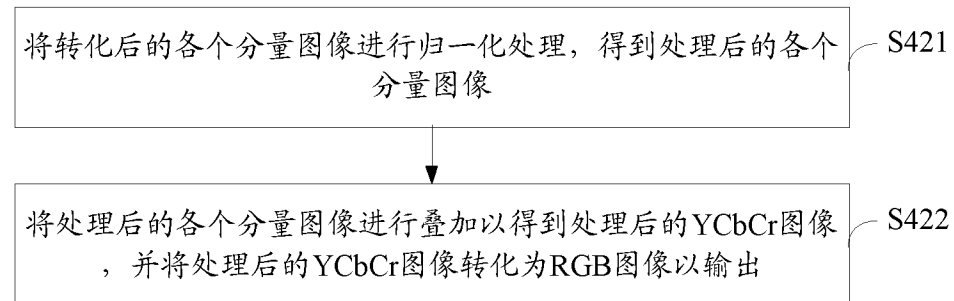 将转化后的各个分量图像进行归一化处理，得到处理后的各个
分量图像
S421
将处理后的各个分量图像进行叠加以得到处理后的YCbCr图像
，并将处理后的YCbCr图像转化为RGB图像以输出
S422